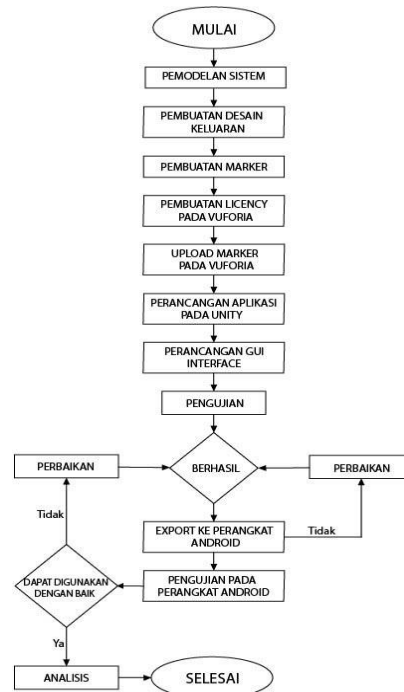 MULAI
PEMODELAN SISTEM
PEMBUATAN DESAIN
KELUARAN
PEMBUATAN MARKER
PEMBUATAN LICENCY
PADA VUFORIA
UPLOAD MARKER
PADA VUFORIA
PERANCANGAN APLIKASI
PADA UNITY
PERANCANGAN GUI
INTERFACE
PENGUJIAN
PERBAIKAN
BERHASIL
PERBAIKAN
Tidak
EXPORT KE PERANGKAT
ANDROID
Tidak
DAPAT DIGUNAKAN
DENGAN BAIK
PENGUJIAN PADA
PERANGKAT ANDROID
Ya
ANALISIS
SELESAI